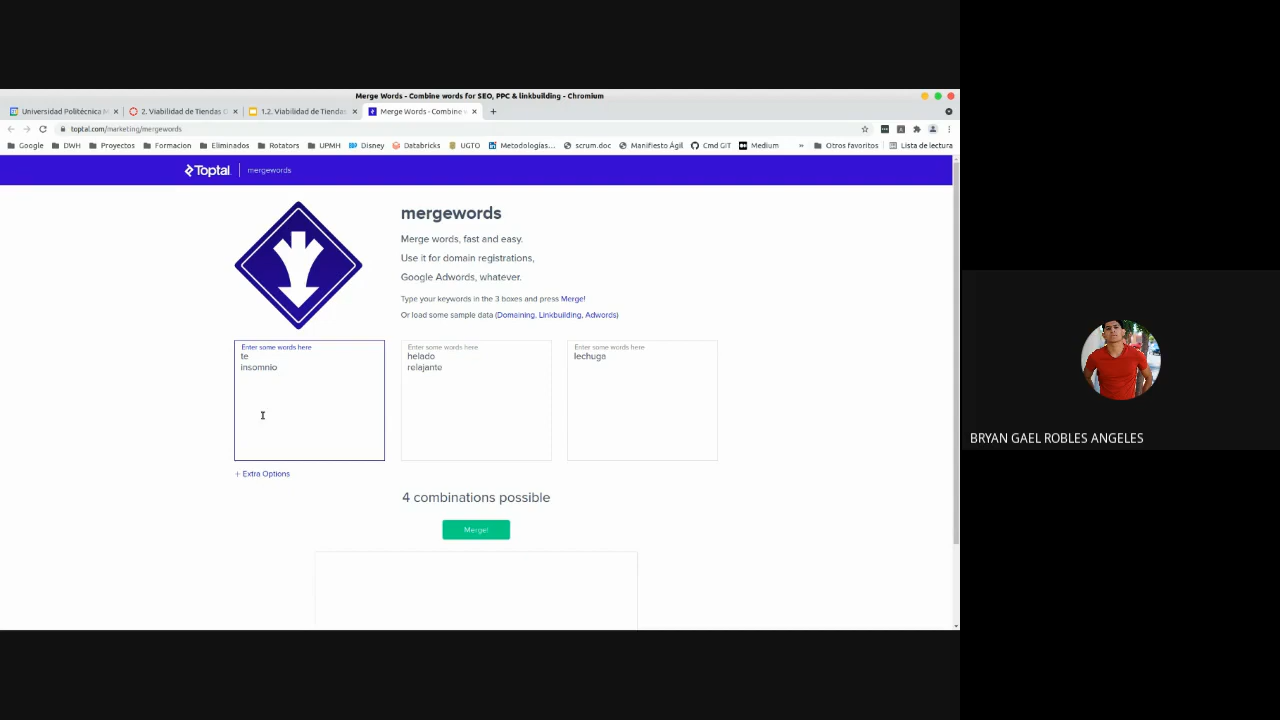 Merge Words - Combine words for SEO, PPC & linkbuilding - Chromium
Universidad Politécnica M
2. Viabilidad de Tiendas O
1.2. Viabilidad de Tiendas
Merge Words - Combine w
toptal.com/marketing/mergewords
Google DWH Proyectos Formacion Eliminados Rotators UPMH Disney Databricks UGTO Metodologías... scrum.doc Manifiesto Ágil Cmd GIT Medium » Otros favoritos Lista de lectura
Toptal mergewords
mergewords
Merge words, fast and easy.
Use it for domain registrations,
Google Adwords, whatever.
Type your keywords in the 3 boxes and press Merge!
Or load some sample data (Domaining, Linkbuilding, Adwords)
Enter some words here
te
insomnio
Enter some words here
helado
relajante
Enter some words here
lechuga
+ Extra Options
4 combinations possible
Merge!
BRYAN GAEL ROBLES ANGELES